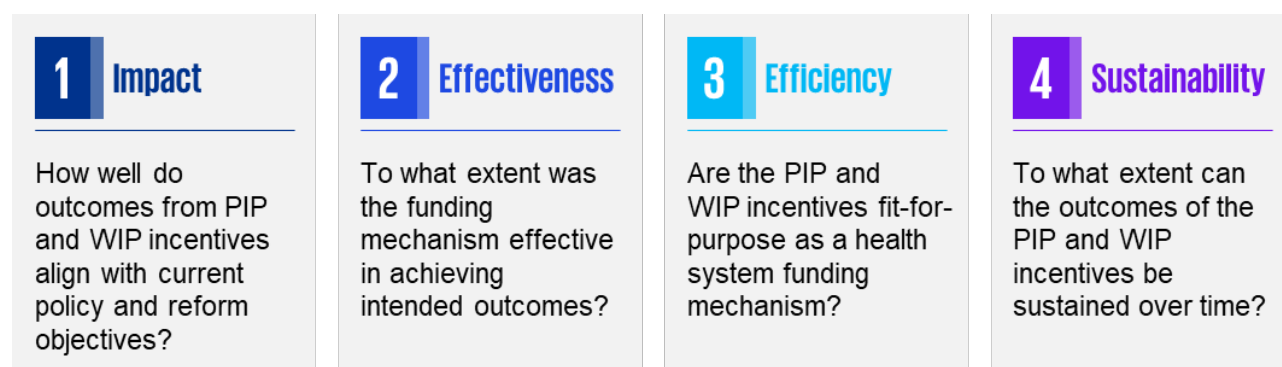 1 Impact
How well do
outcomes from PIP
and WIP incentives
align with current
policy and reform
objectives?
2 Effectiveness
To what extent was
the funding
mechanism effective
in achieving
intended outcomes?
3 Efficiency
Are the PIP and
WIP incentives fit-for-
purpose as a health
system funding
mechanism?
4 Sustainability
To what extent can
the outcomes of the
PIP and WIP
incentives be
sustained over time?